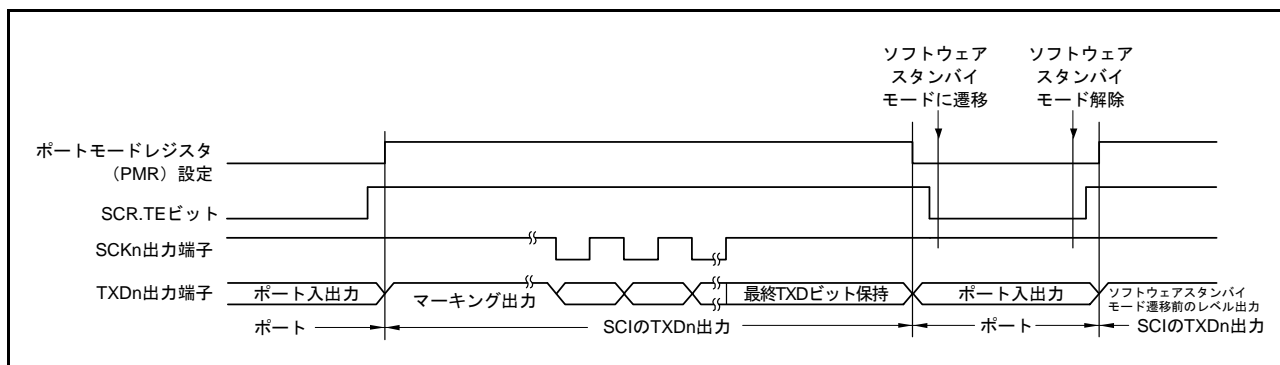 ソフトウェア
スタンバイ
モードに遷移
ソフトウェア
スタンバイ
モード解除
ポートモードレジスタ
（PMR）設定
SCR.TEビット
SCKn出力端子
TXDn出力端子
ポート入出力
マーキング出力
最終TXDビット保持
ポート入出力
ソフトウェアスタンバイ
モード遷移前のレベル出力
ポート
SCIのTXDn出力
ポート
SCIのTXDn出力